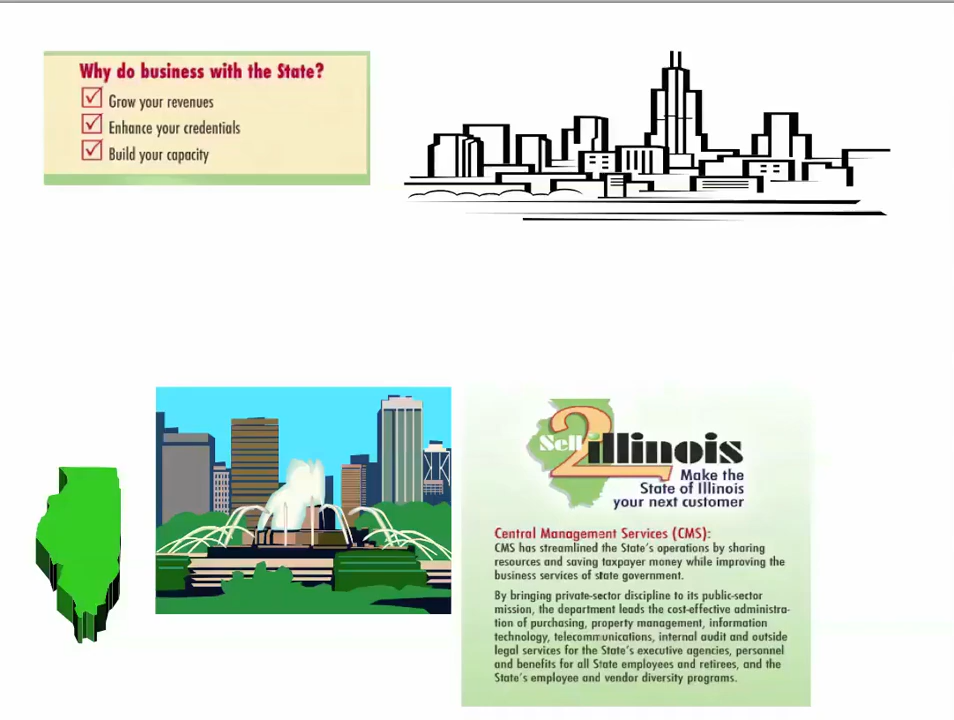 Why do business with the State?
Grow your revenues
Enhance your credentials
Build your capacity
Sell 2 illinois
Make the
State of Illinois
your next customer
Central Management Services (CMS):
CMS has streamlined the State's operations by sharing
resources and saving taxpayer money while improving the
business services of state government.
By bringing private-sector discipline to its public-sector
mission, the department leads the cost-effective administra-
tion of purchasing, property management, information
technology, telecommunications, internal audit and outside
legal services for the State's executive agencies, personnel
and benefits for all State employees and retirees, and the
State's employee and vendor diversity programs.